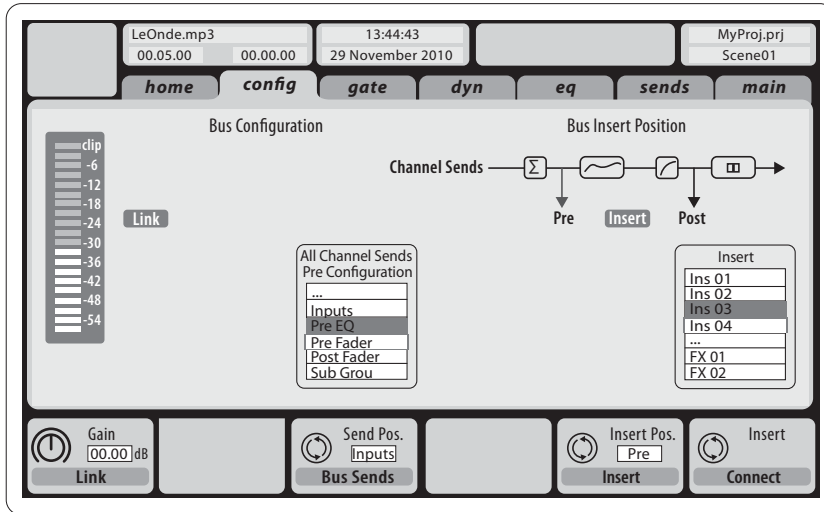 LeOnde.mp3
00.05.00 00.00.00
13:44:43
29 November 2010
MyProj.prj
Scene01
home config gate dyn eq sends main
Bus Configuration
Bus Insert Position
clip
-6
-12
-18
-24
-30
-36
-42
-48
-54
Link
Channel Sends
Σ
Pre Insert Post
All Channel Sends
Pre Configuration
...
Inputs
Pre EQ
Pre Fader
Post Fader
Sub Grou
Insert
Ins 01
Ins 02
Ins 03
Ins 04
...
FX 01
FX 02
Gain
00.00 dB
Link
Send Pos.
Inputs
Bus Sends
Insert Pos.
Pre
Insert
Insert
Connect